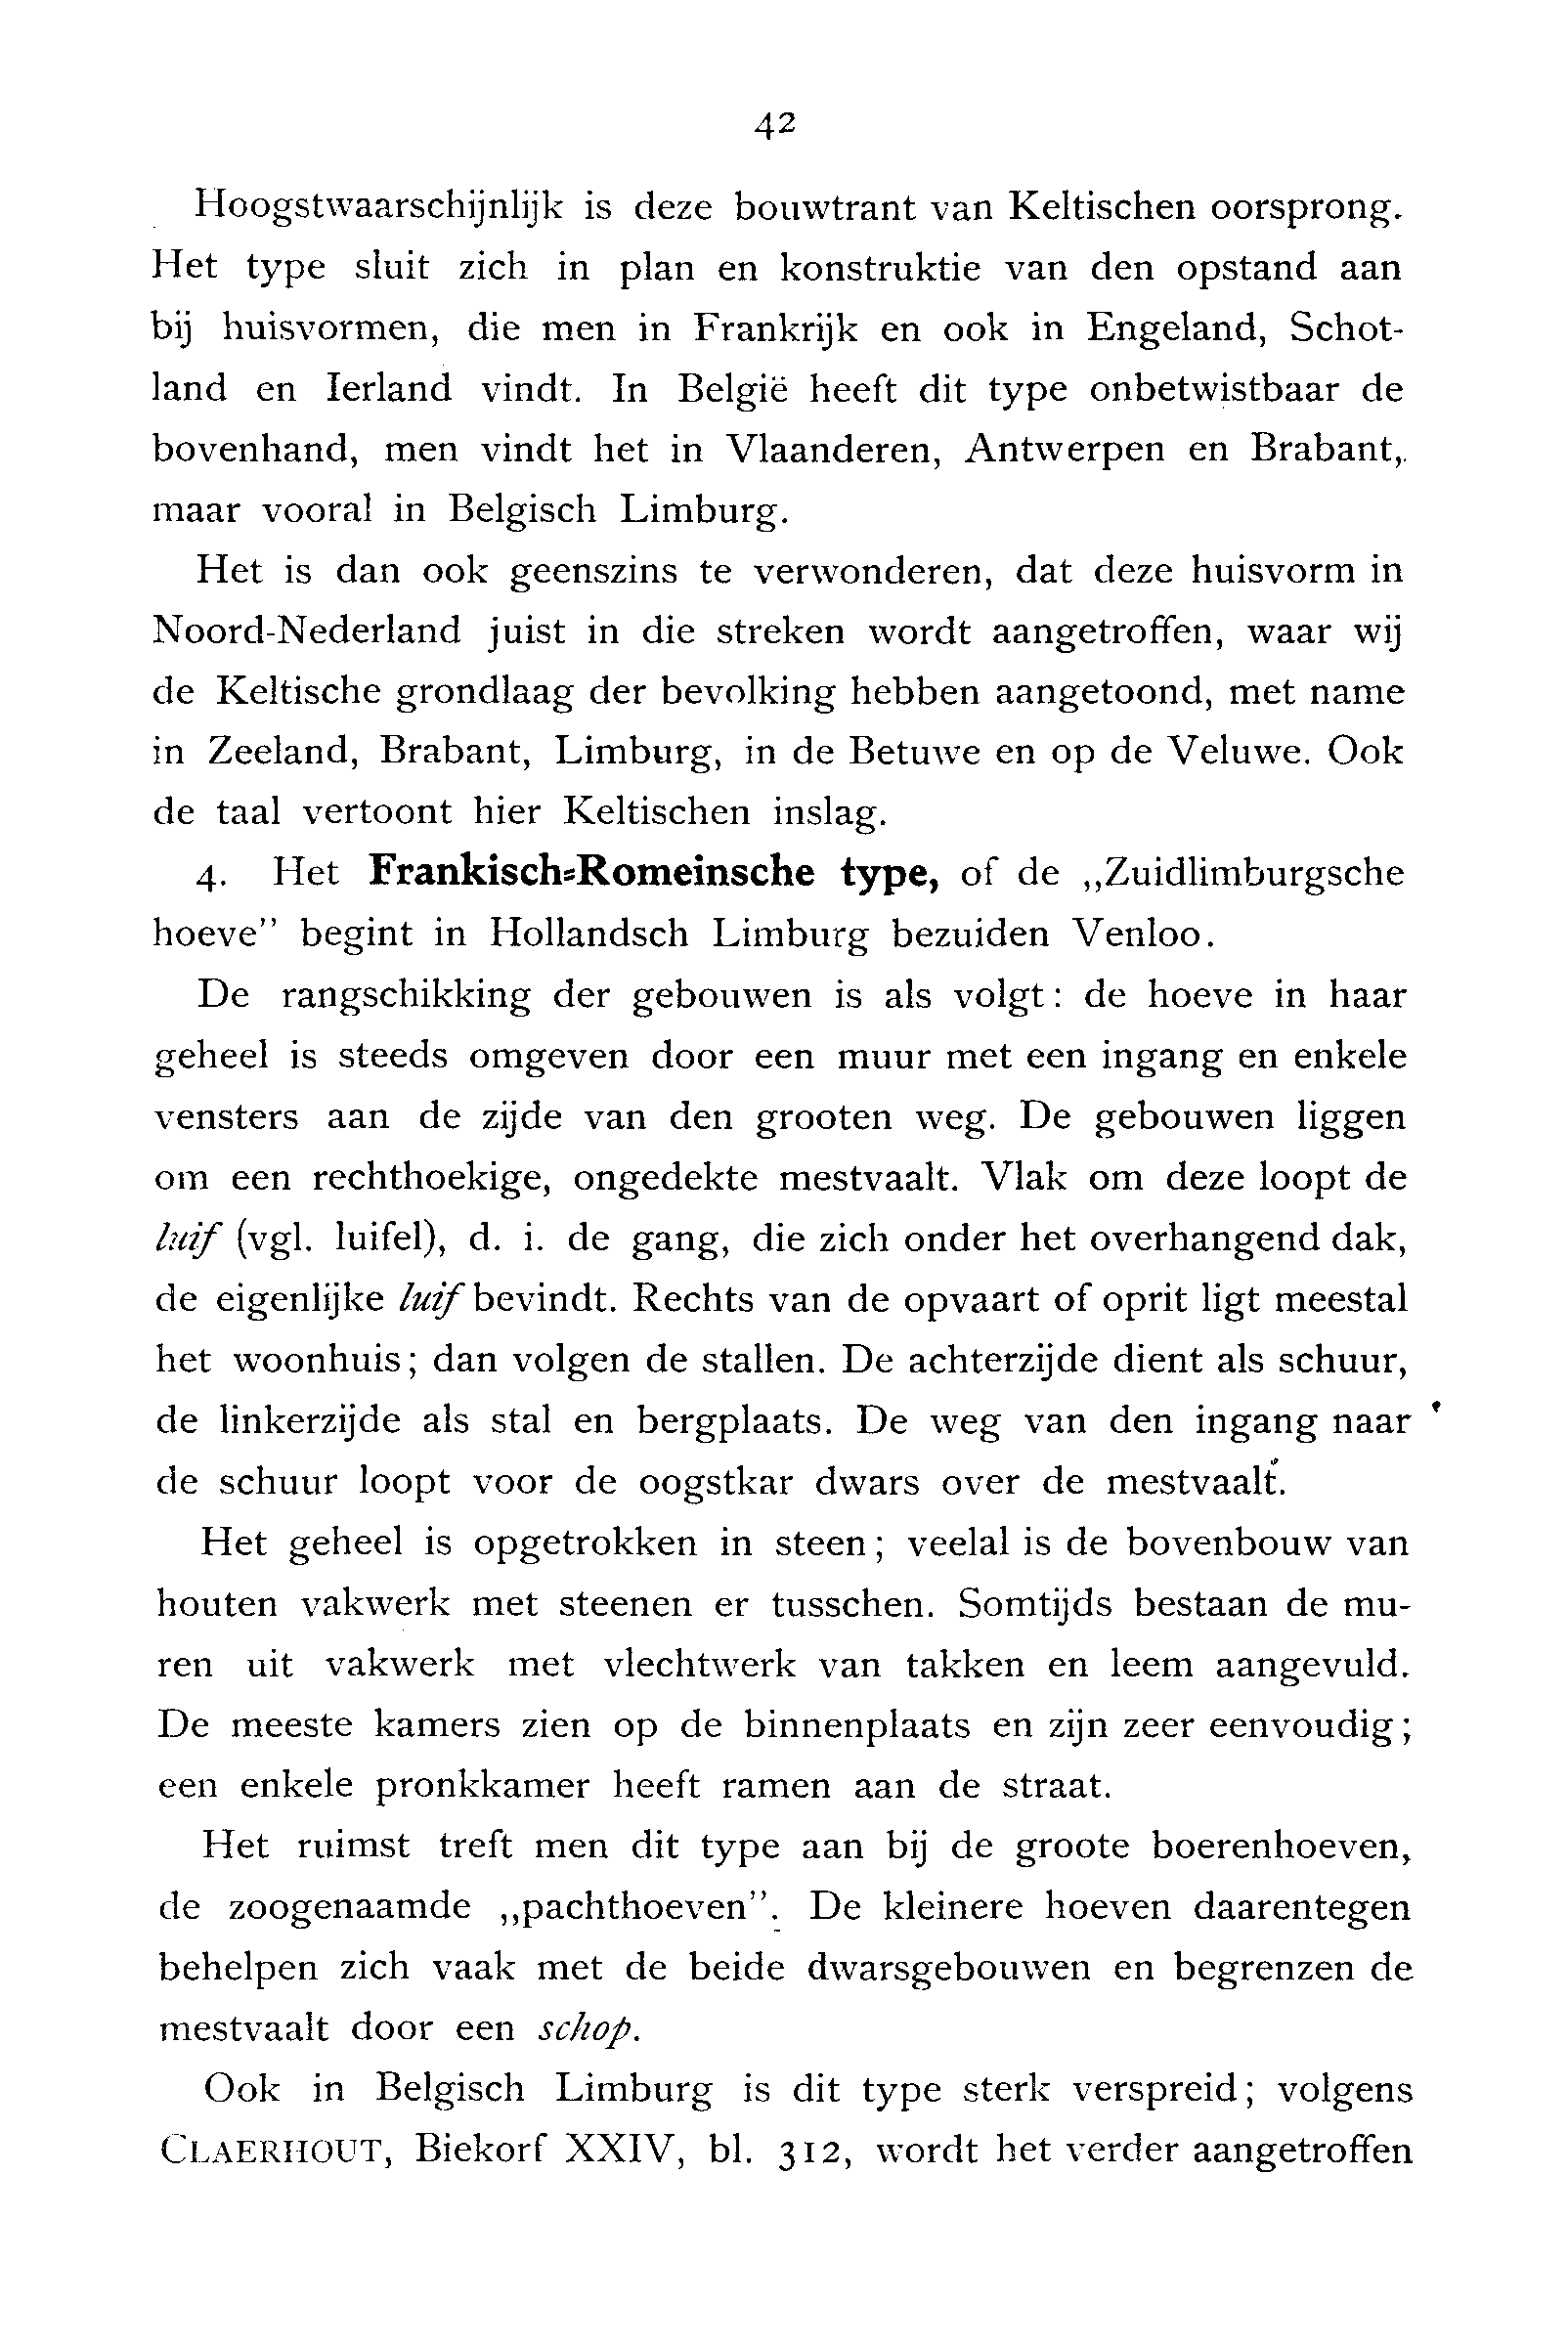 42
Hoogstwaarschijnlijk is deze bouwtrant van Keltischen oorsprong.
Het type sluit zich in plan en konstruktie van den opstand aan
bij huisvormen, die men in Frankrijk en ook in Engeland, Schot-
land en Ierland vindt. In België heeft dit type onbetwistbaar de
bovenhand, men vindt het in Vlaanderen, Antwerpen en Brabant,
maar vooral in Belgisch Limburg.
Het is dan ook geenszins te verwonderen, dat deze huisvorm in
Noord-Nederland juist in die streken wordt aangetroffen, waar wij
de Keltische grondlaag der bevolking hebben aangetoond, met name
in Zeeland, Brabant, Limburg, in de Betuwe en op de Veluwe. Ook
de taal vertoont hier Keltischen inslag.
4. Het Frankisch-Romeinsche type, of de „Zuidlimburgsche
hoeve” begint in Hollandsch Limburg bezuiden Venloo.
De rangschikking der gebouwen is als volgt: de hoeve in haar
geheel is steeds omgeven door een muur met een ingang en enkele
vensters aan de zijde van den grooten weg. De gebouwen liggen
om een rechthoekige, ongedekte mestvaalt. Vlak om deze loopt de
luif (vgl. luifel), d. i. de gang, die zich onder het overhangend dak,
de eigenlijke luif bevindt. Rechts van de opvaart of oprit ligt meestal
het woonhuis; dan volgen de stallen. De achterzijde dient als schuur,
de linkerzijde als stal en bergplaats. De weg van den ingang naar
de schuur loopt voor de oogstkar dwars over de mestvaalt.
Het geheel is opgetrokken in steen; veelal is de bovenbouw van
houten vakwerk met steenen er tusschen. Somtijds bestaan de mu-
ren uit vakwerk met vlechtwerk van takken en leem aangevuld.
De meeste kamers zien op de binnenplaats en zijn zeer eenvoudig;
een enkele pronkkamer heeft ramen aan de straat.
Het ruimst treft men dit type aan bij de groote boerenhoeven,
de zoogenaamde „pachthoeven”. De kleinere hoeven daarentegen
behelpen zich vaak met de beide dwarsgebouwen en begrenzen de
mestvaalt door een schop.
Ook in Belgisch Limburg is dit type sterk verspreid; volgens
CLAERHOUT, Biekorf XXIV, bl. 312, wordt het verder aangetroffen